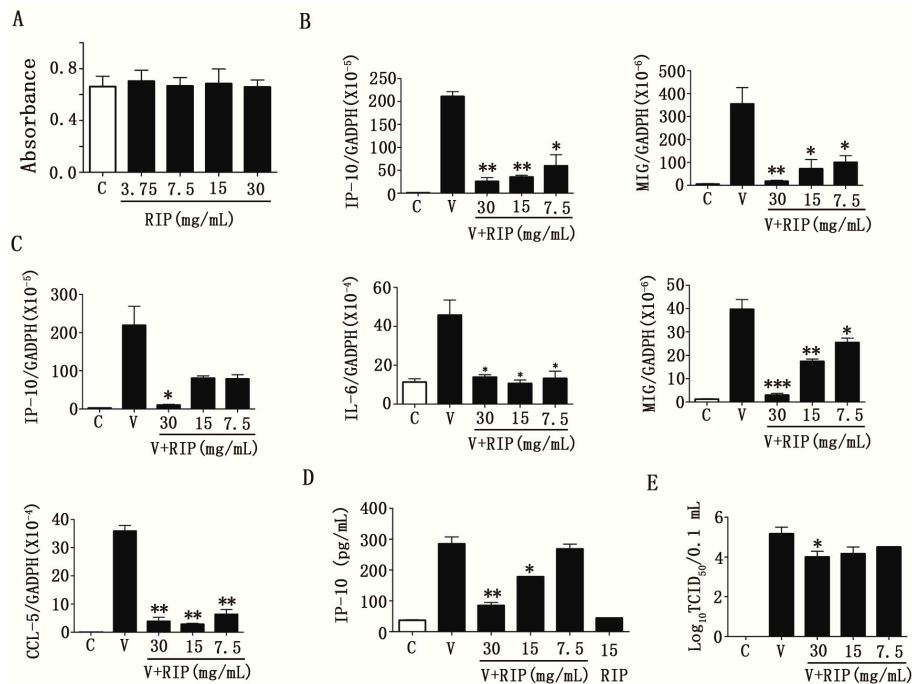 A
Absorbance
0.8
0.4
0.0
C 3.75 7.5 15 30
RIP(mg/mL)
B
IP-10/GADPH(X10⁻⁵)
250
200
150
100
50
0
** ** *
C V 30 15 7.5
V+RIP(mg/mL)
MIG/GADPH(X10⁻⁶)
500
400
300
200
100
0
** * *
C V 30 15 7.5
V+RIP(mg/mL)
C
IP-10/GADPH(X10⁻⁵)
300
200
100
0
*
C V 30 15 7.5
V+RIP(mg/mL)
IL-6/GADPH(X10⁻⁴)
60
40
20
0
* * *
C V 30 15 7.5
V+RIP(mg/mL)
MIG/GADPH(X10⁻⁶)
50
40
30
20
10
0
*** ** *
C V 30 15 7.5
V+RIP(mg/mL)
CCL-5/GADPH(X10⁻⁴)
40
30
20
10
0
** ** **
C V 30 15 7.5
V+RIP(mg/mL)
D
IP-10 (pg/mL)
400
300
200
100
0
** *
C V 30 15 7.5 15
V+RIP(mg/mL) RIP
E
Log₁₀TCID₅₀/0.1 mL
6
4
2
0
*
C V 30 15 7.5
V+RIP(mg/mL)